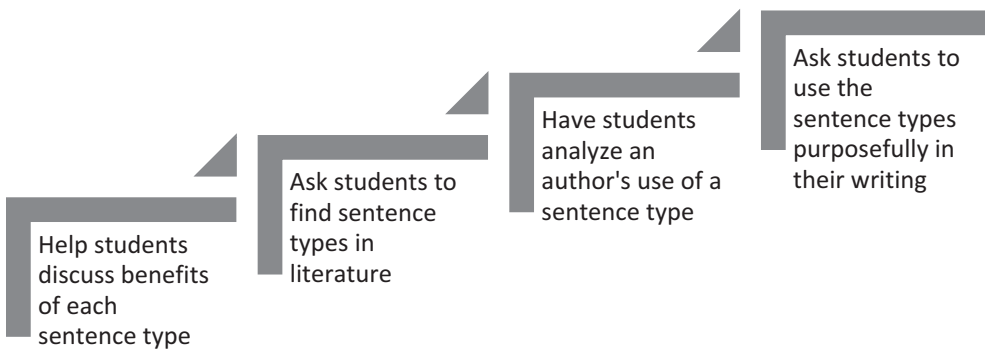 Help students
discuss benefits
of each
sentence type
Ask students to
find sentence
types in
literature
Have students
analyze an
author's use of a
sentence type
Ask students to
use the
sentence types
purposefully in
their writing